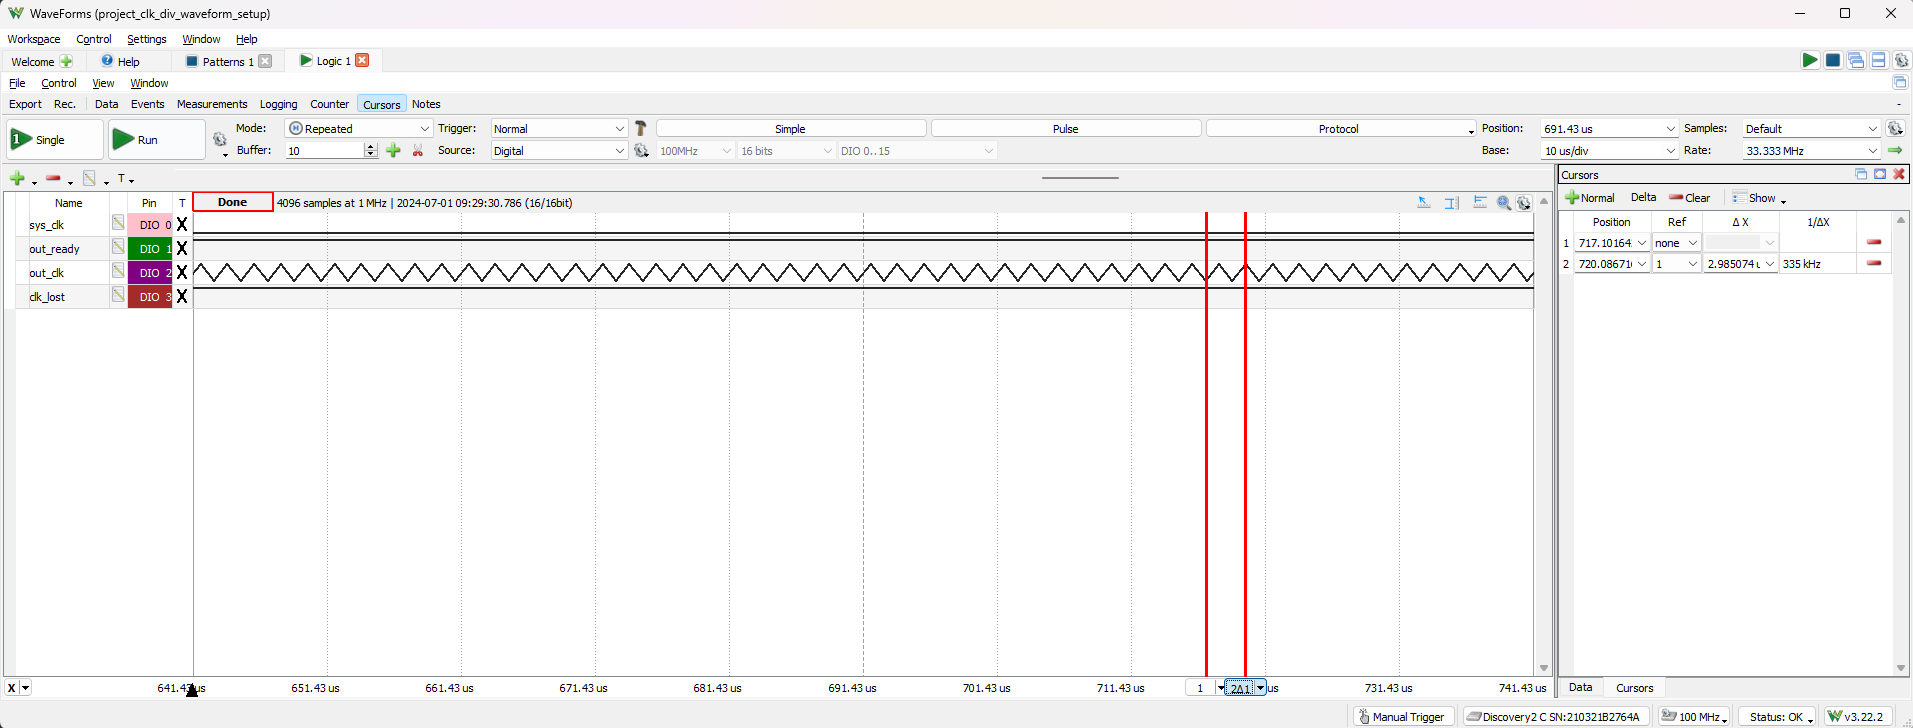 WaveForms (project_clk_div_waveform_setup)
Workspace Control Settings Window Help
Welcome Help Patterns 1 Logic 1
File Control View Window
Export Rec. Data Events Measurements Logging Counter Cursors Notes
1 Single Run Mode: Repeated Trigger: Normal Simple Pulse Protocol Position: 691.43 us Samples: Default
Buffer: 10 Source: Digital 100MHz 16 bits DIO 0..15 Base: 10 us/div Rate: 33.333 MHz
T
Name Pin T Done 4096 samples at 1 MHz | 2024-07-01 09:29:30.786 (16/16bit)
sys_clk DIO 0 X
out_ready DIO 1 X
out_clk DIO 2 X
clk_lost DIO 3 X
X 641.43 us 651.43 us 661.43 us 671.43 us 681.43 us 691.43 us 701.43 us 711.43 us 1 2Δ1 us 731.43 us 741.43 us
Cursors
Normal Delta Clear Show
Position Ref Δ X 1/ΔX
1 717.10164 none
2 720.08671 1 2.985074 u 335 kHz
Data Cursors
Manual Trigger Discovery2 C SN:210321B2764A 100 MHz Status: OK v3.22.2